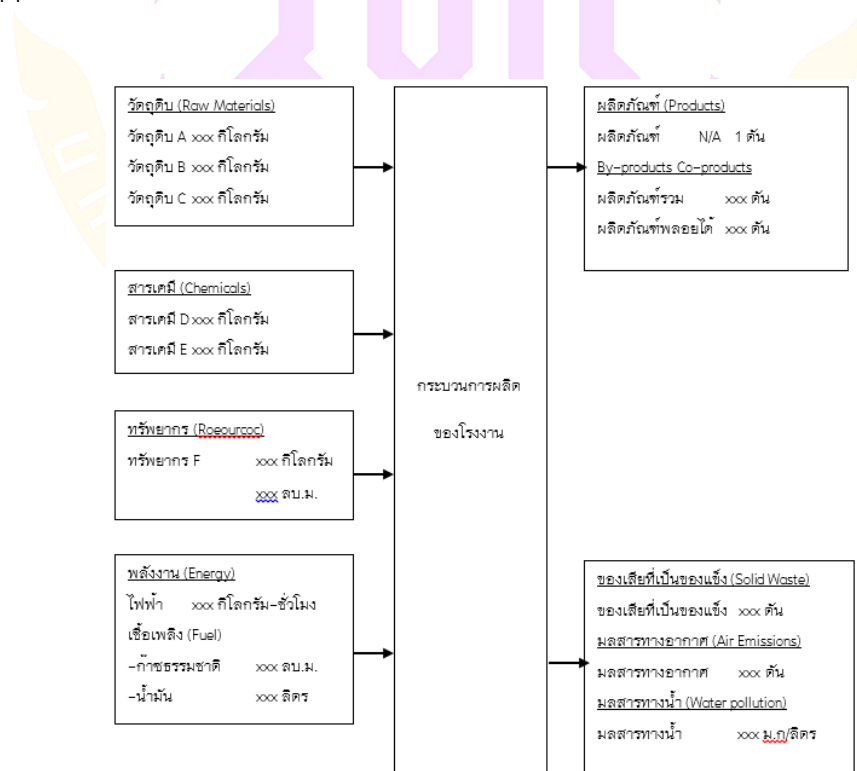 วัตถุดิบ (Raw Materials)
วัตถุดิบ A xxx กิโลกรัม
วัตถุดิบ B xxx กิโลกรัม
วัตถุดิบ C xxx กิโลกรัม
สารเคมี (Chemicals)
สารเคมี D xxx กิโลกรัม
สารเคมี E xxx กิโลกรัม
ทรัพยากร (Roeourcoc)
ทรัพยากร F xxx กิโลกรัม
xxx ลบ.ม.
พลังงาน (Energy)
ไฟฟ้า xxx กิโลกรัม-ชั่วโมง
เชื้อเพลิง (Fuel)
-ก๊าซธรรมชาติ xxx ลบ.ม.
-น้ำมัน xxx ลิตร
กระบวนการผลิต
ของโรงงาน
ผลิตภัณฑ์ (Products)
ผลิตภัณฑ์ N/A 1 ตัน
By-products Co-products
ผลิตภัณฑ์รวม xxx ตัน
ผลิตภัณฑ์พลอยได้ xxx ตัน
ของเสียที่เป็นของแข็ง (Solid Waste)
ของเสียที่เป็นของแข็ง xxx ตัน
มลสารทางอากาศ (Air Emissions)
มลสารทางอากาศ xxx ตัน
มลสารทางน้ำ (Water pollution)
มลสารทางน้ำ xxx ม.ก/ลิตร